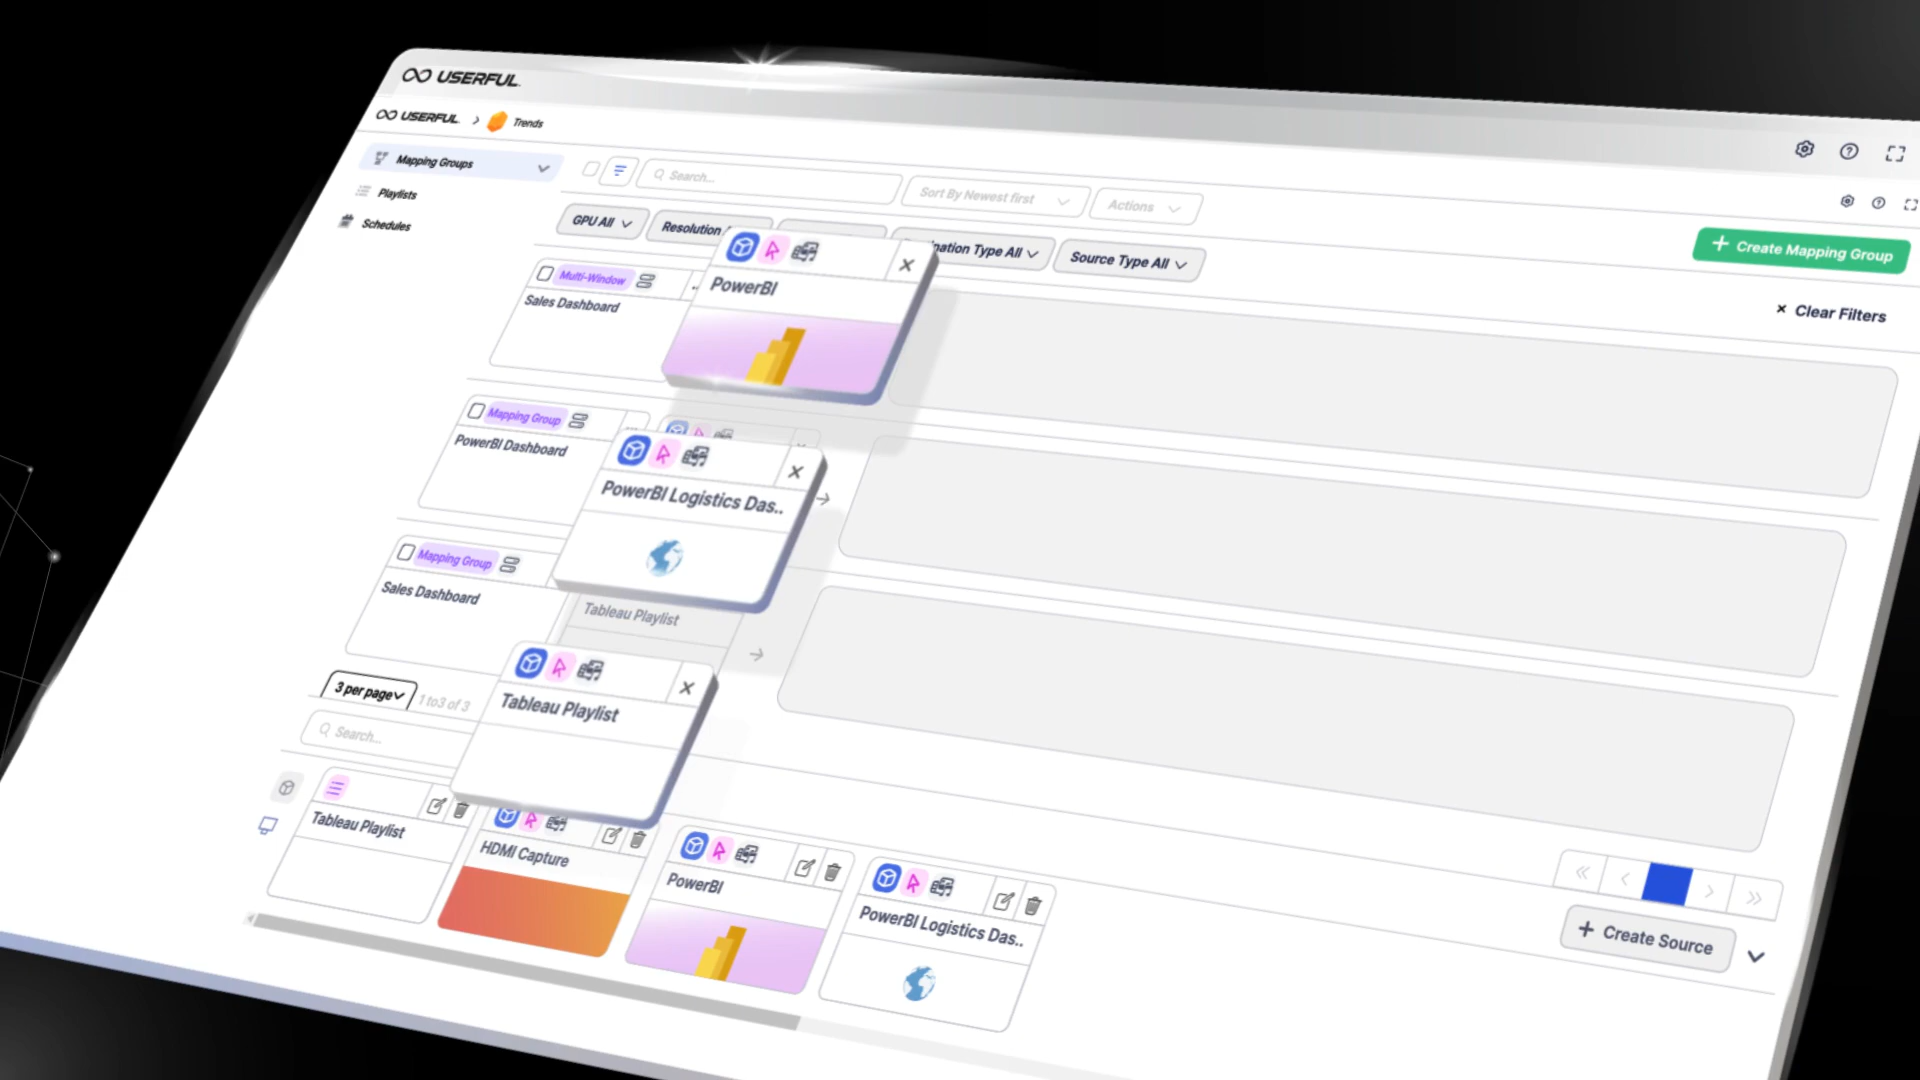 USERFUL
USERFUL > Trends
Mapping Groups
Playlists
Schedules
Search...
Sort By Newest first
Actions
GPU All
Resolution
Type All
Source Type All
Create Mapping Group
Clear Filters
Multi-Window
Sales Dashboard
PowerBI
Mapping Group
PowerBI Dashboard
PowerBI Logistics Das..
Mapping Group
Sales Dashboard
Tableau Playlist
Tableau Playlist
3 per page
1 to3 of 3
Search...
Tableau Playlist
HDMI Capture
PowerBI
PowerBI Logistics Das..
Create Source